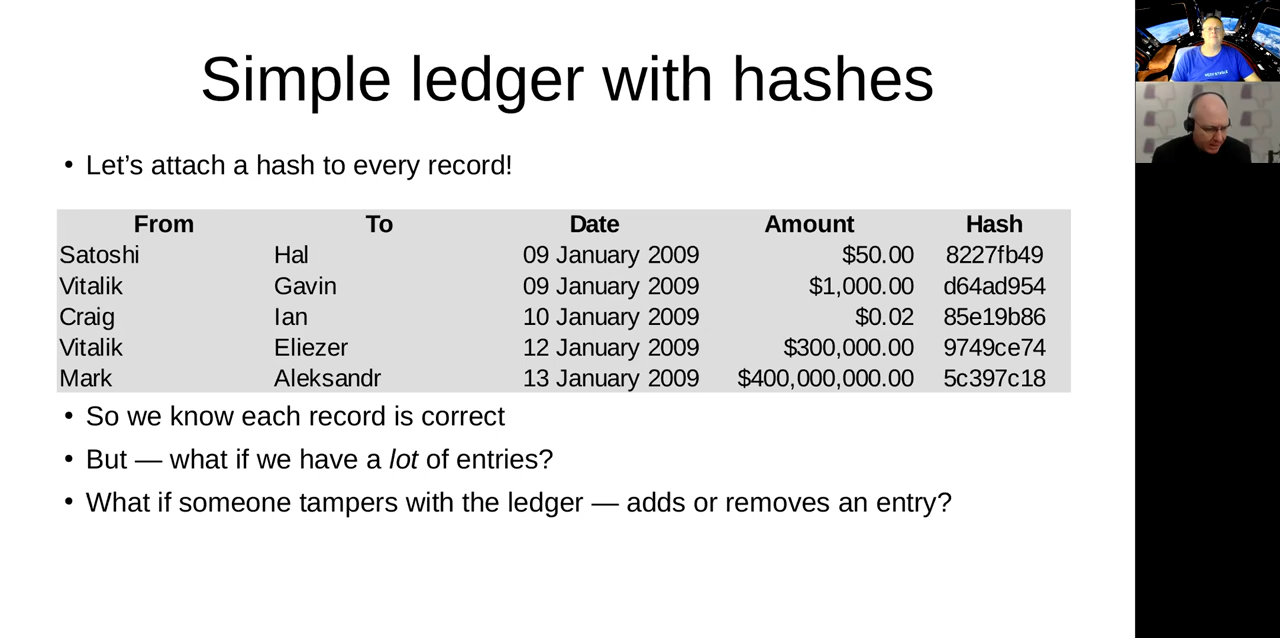 Simple ledger with hashes
• Let’s attach a hash to every record!
From To Date Amount Hash
Satoshi Hal 09 January 2009 $50.00 8227fb49
Vitalik Gavin 09 January 2009 $1,000.00 d64ad954
Craig Ian 10 January 2009 $0.02 85e19b86
Vitalik Eliezer 12 January 2009 $300,000.00 9749ce74
Mark Aleksandr 13 January 2009 $400,000,000.00 5c397c18
• So we know each record is correct
• But — what if we have a lot of entries?
• What if someone tampers with the ledger — adds or removes an entry?